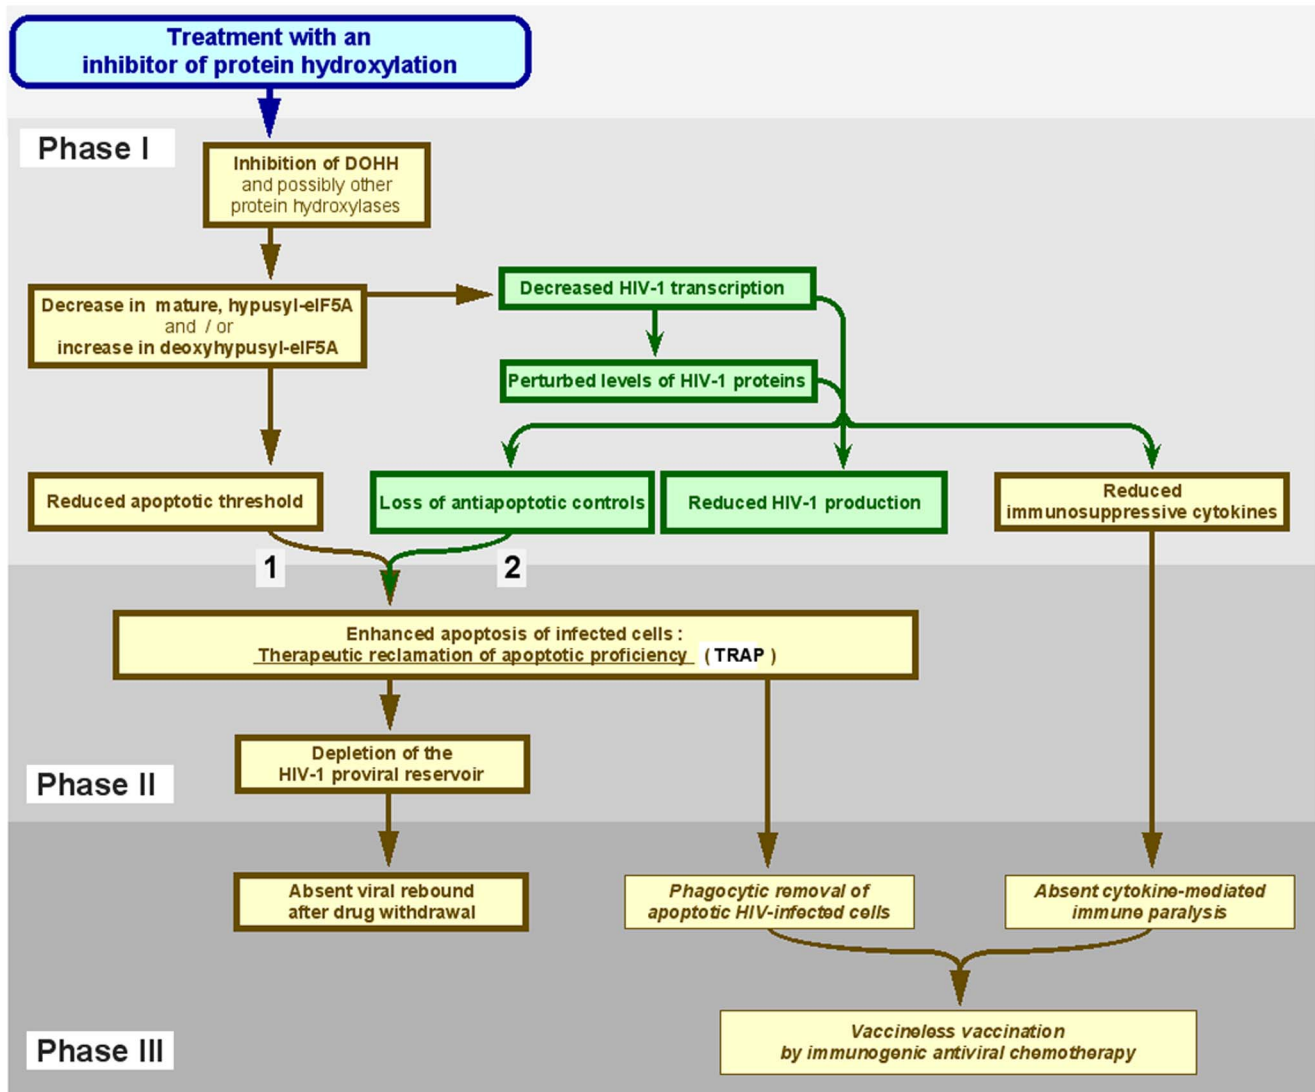 Treatment with an
inhibitor of protein hydroxylation
Phase I
Inhibition of DOHH
and possibly other
protein hydroxylases
Decrease in mature, hypusyl-eIF5A
and / or
increase in deoxyhypusyl-eIF5A
Decreased HIV-1 transcription
Perturbed levels of HIV-1 proteins
Reduced apoptotic threshold
Loss of antiapoptotic controls
Reduced HIV-1 production
Reduced
immunosuppressive cytokines
1
2
Enhanced apoptosis of infected cells :
Therapeutic reclamation of apoptotic proficiency ( TRAP )
Depletion of the
HIV-1 proviral reservoir
Phase II
Absent viral rebound
after drug withdrawal
Phagocytic removal of
apoptotic HIV-infected cells
Absent cytokine-mediated
immune paralysis
Vaccineless vaccination
by immunogenic antiviral chemotherapy
Phase III